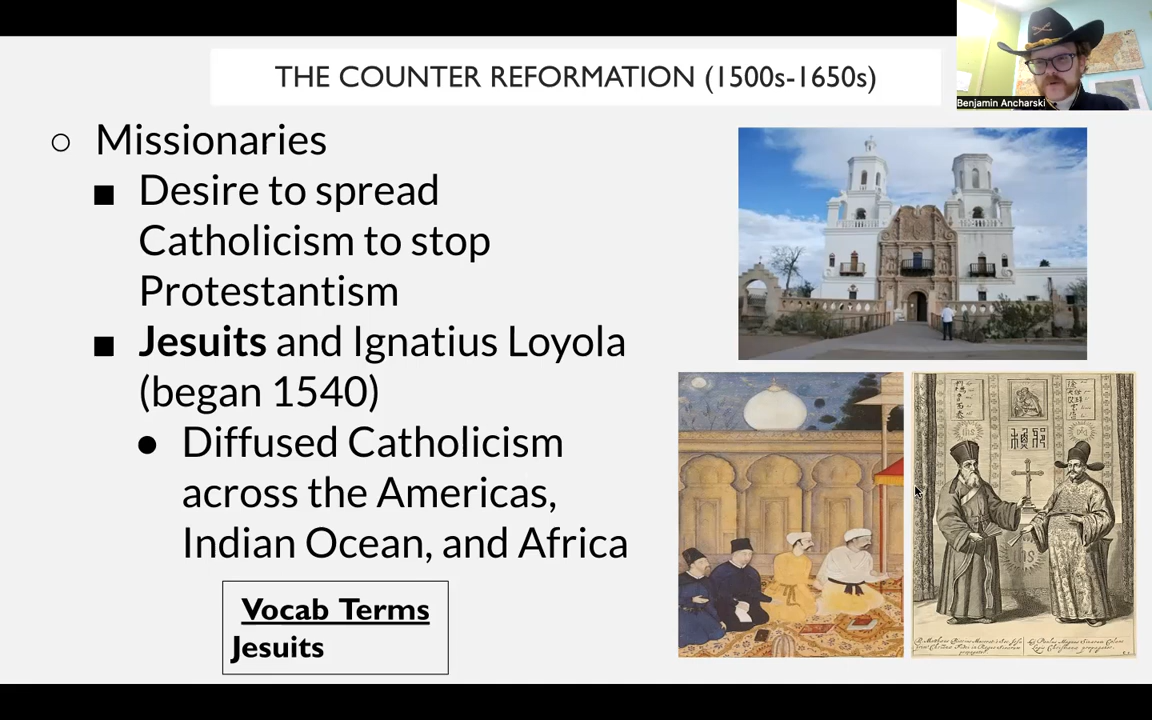 THE COUNTER REFORMATION (1500s-1650s)
Benjamin Ancharski
○ Missionaries
■ Desire to spread
Catholicism to stop
Protestantism
■ Jesuits and Ignatius Loyola
(began 1540)
● Diffused Catholicism
across the Americas,
Indian Ocean, and Africa
Vocab Terms
Jesuits